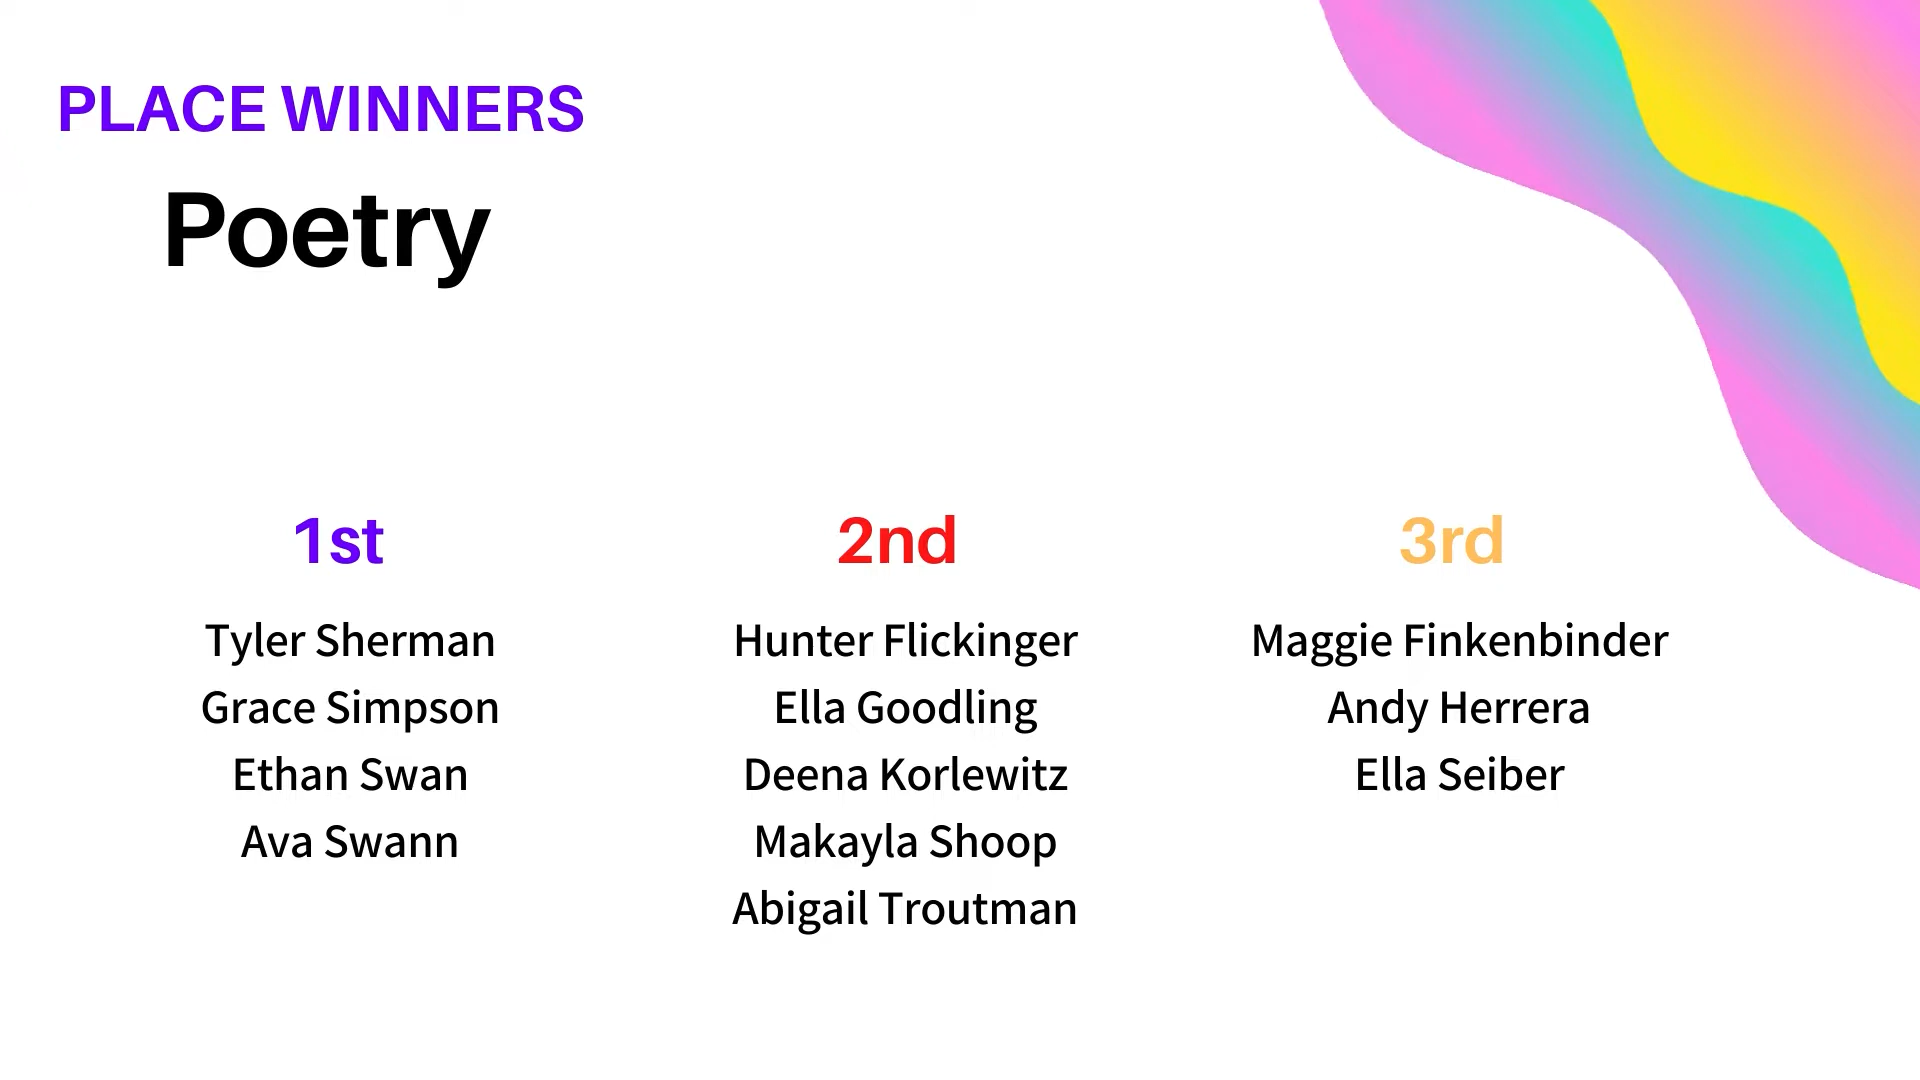 PLACE WINNERS
Poetry
1st
Tyler Sherman
Grace Simpson
Ethan Swan
Ava Swann
2nd
Hunter Flickinger
Ella Goodling
Deena Korlewitz
Makayla Shoop
Abigail Troutman
3rd
Maggie Finkenbinder
Andy Herrera
Ella Seiber